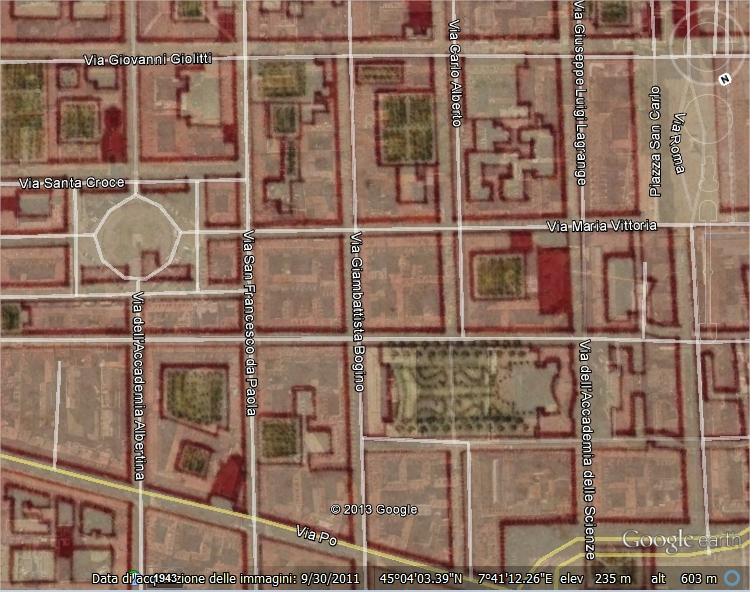 Via Giovanni Giolitti
Via Carlo Alberto
Via Giuseppe Luigi Lagrange
Piazza San Carlo
Via Roma
N
Via Santa Croce
Via Maria Vittoria
Via dell'Accademia Albertina
Via San Francesco da Paola
Via Giambattista Bogino
Via dell'Accademia delle Scienze
Via Po
© 2013 Google
Google earth
1943
Data di acquisizione delle immagini: 9/30/2011 45°04'03.39"N 7°41'12.26"E elev 235 m alt 603 m